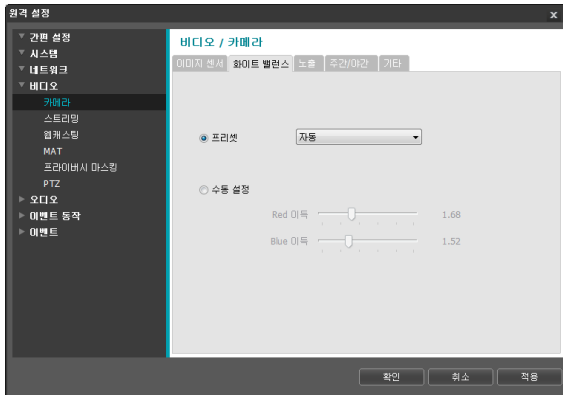 원격 설정
x
간편 설정
시스템
네트워크
비디오
카메라
스트리밍
웹캐스팅
MAT
프라이버시 마스킹
PTZ
오디오
이벤트 동작
이벤트
비디오 / 카메라
이미지 센서 화이트 밸런스 노출 주간/야간 기타
프리셋 자동
수동 설정
Red 이득 1.68
Blue 이득 1.52
확인 취소 적용